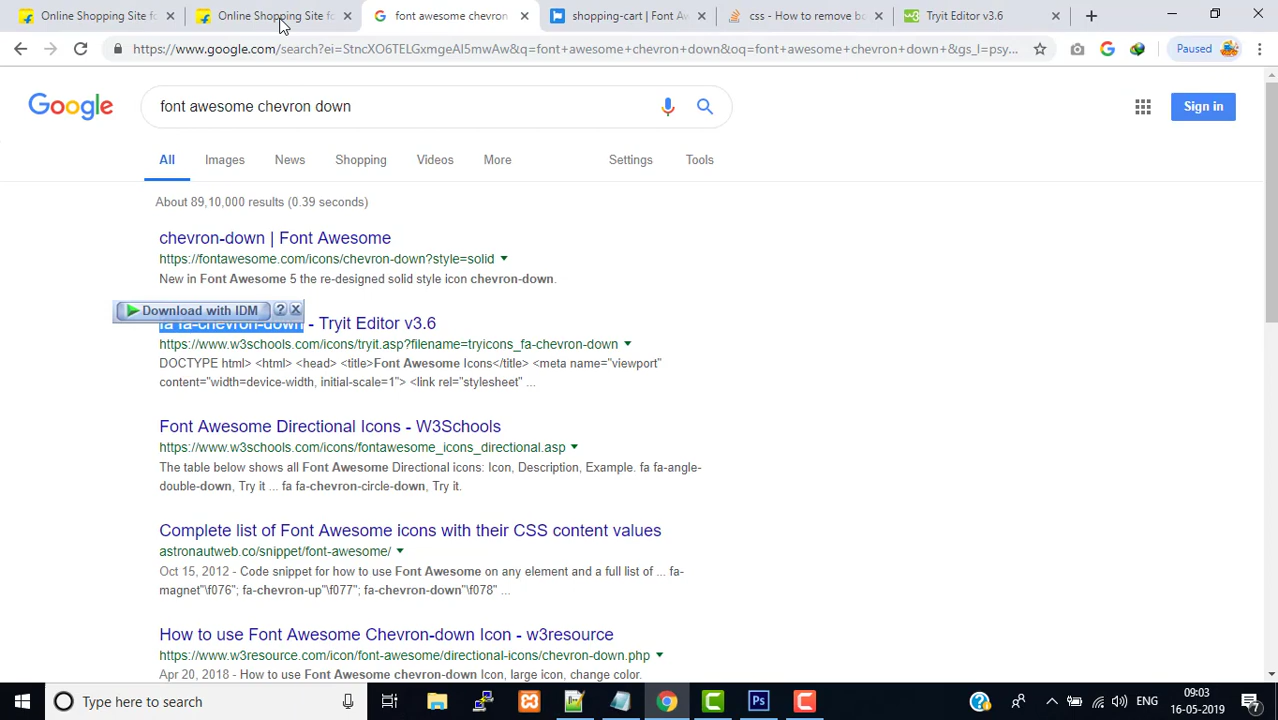 Online Shopping Site fo
Online Shopping Site fo
font awesome chevron
shopping-cart | Font Aw
css - How to remove bo
Tryit Editor v3.6
https://www.google.com/search?ei=StncXO6TELGxmgeAl5mwAw&q=font+awesome+chevron+down&oq=font+awesome+chevron+down+&gs_l=psy...
Paused
Google
font awesome chevron down
Sign in
All Images News Shopping Videos More Settings Tools
About 89,10,000 results (0.39 seconds)
chevron-down | Font Awesome
https://fontawesome.com/icons/chevron-down?style=solid
New in Font Awesome 5 the re-designed solid style icon chevron-down.
Download with IDM ? X
fa fa-chevron-down - Tryit Editor v3.6
https://www.w3schools.com/icons/tryit.asp?filename=tryicons_fa-chevron-down
DOCTYPE html> <html> <head> <title>Font Awesome Icons</title> <meta name="viewport"
content="width=device-width, initial-scale=1"> <link rel="stylesheet" ...
Font Awesome Directional Icons - W3Schools
https://www.w3schools.com/icons/fontawesome_icons_directional.asp
The table below shows all Font Awesome Directional icons: Icon, Description, Example. fa fa-angle-
double-down, Try it ... fa fa-chevron-circle-down, Try it.
Complete list of Font Awesome icons with their CSS content values
astronautweb.co/snippet/font-awesome/
Oct 15, 2012 - Code snippet for how to use Font Awesome on any element and a full list of ... fa-
magnet"\f076"; fa-chevron-up"\f077"; fa-chevron-down"\f078" ...
How to use Font Awesome Chevron-down Icon - w3resource
https://www.w3resource.com/icon/font-awesome/directional-icons/chevron-down.php
Apr 20, 2018 - How to use Font Awesome chevron-down Icon, large icon, change color.
Type here to search
Ps
ENG
09:03
16-05-2019
7